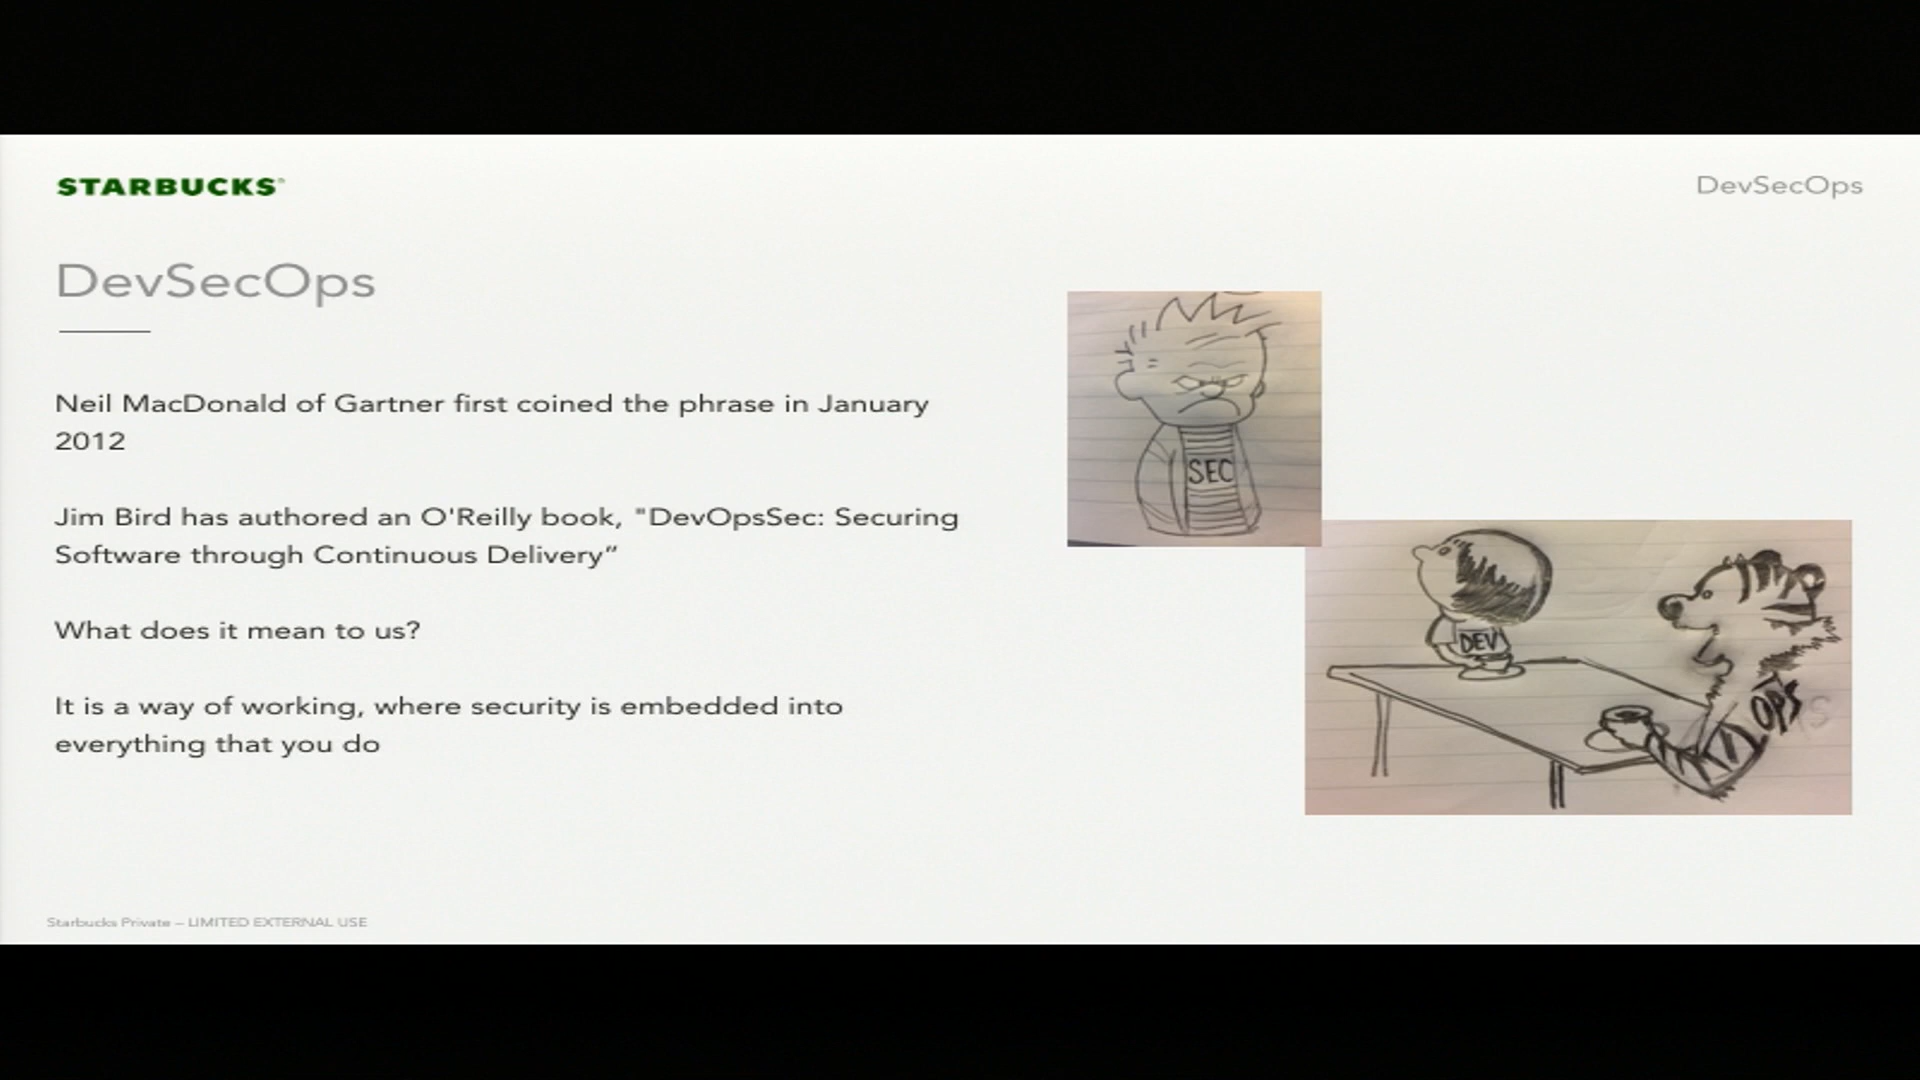 STARBUCKS
DevSecOps
DevSecOps
Neil MacDonald of Gartner first coined the phrase in January
2012
Jim Bird has authored an O'Reilly book, "DevOpsSec: Securing
Software through Continuous Delivery”
What does it mean to us?
It is a way of working, where security is embedded into
everything that you do
SEC
DEV
OPS
Starbucks Private – LIMITED EXTERNAL USE